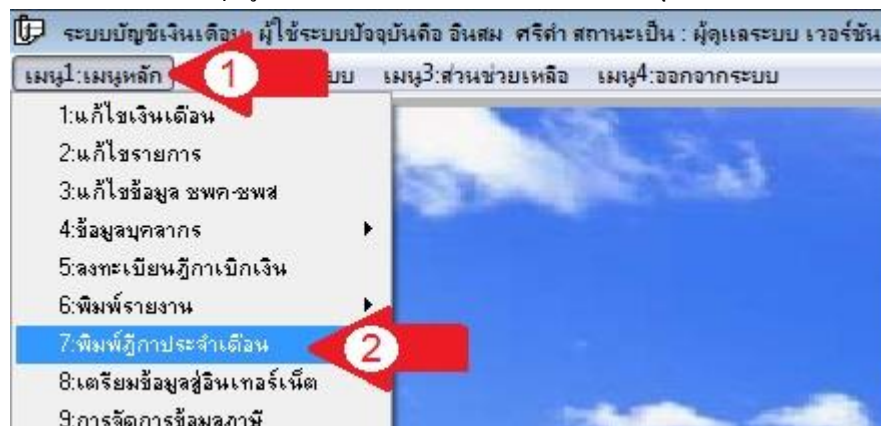 ระบบบัญชีเงินเดือน ผู้ใช้ระบบปัจจุบันคือ อินสม ศรีคำ สถานะเป็น : ผู้ดูแลระบบ เวอร์ชัน
เมนู1:เมนูหลัก 1 บบ เมนู3:ส่วนช่วยเหลือ เมนู4:ออกจากระบบ
1:แก้ไขเงินเดือน
2:แก้ไขรายการ
3:แก้ไขข้อมูล ชพค-ชพส
4:ข้อมูลบุคลากร
5:ลงทะเบียนฎีกาเบิกเงิน
6:พิมพ์รายงาน
7:พิมพ์ฎีกาประจำเดือน 2
8:เตรียมข้อมูลสู่อินเทอร์เน็ต
9:การจัดการข้อมูลภาษี